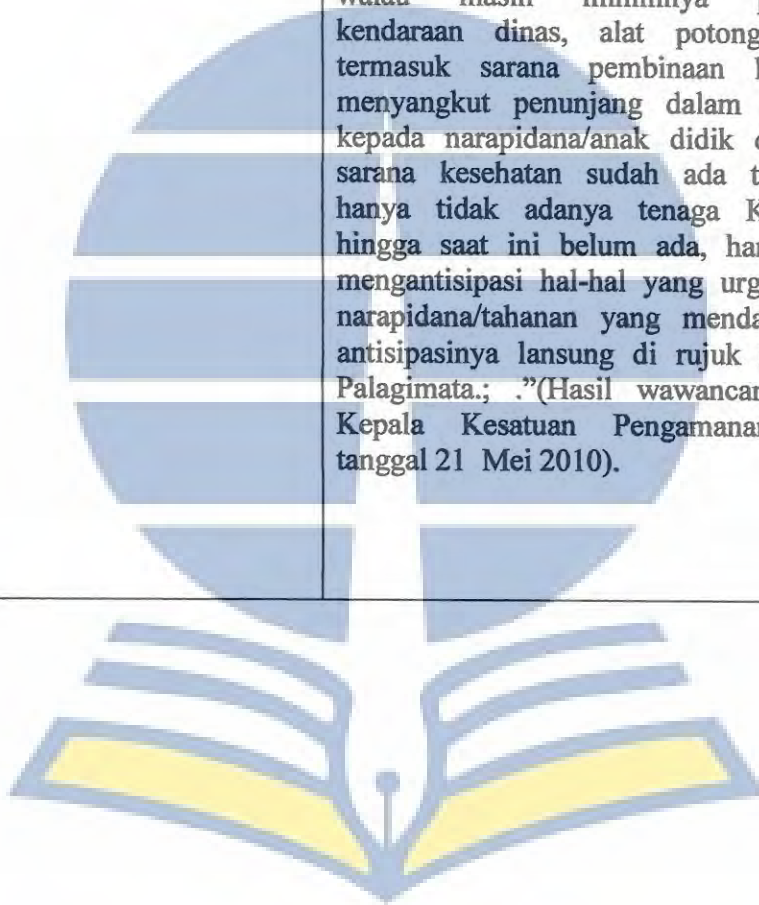 masih minimnya
kendaraan dinas, alat potong
termasuk sarana pembinaan
menyangkut penunjang dalam
kepada narapidana/anak didik
sarana kesehatan sudah ada
hanya tidak adanya tenaga
hingga saat ini belum ada,
mengantisipasi hal-hal yang
narapidana/tahanan yang
antisipasinya lansung di rujuk
Palagimata.; .”(Hasil
Kepala Kesatuan
tanggal 21 Mei 2010).